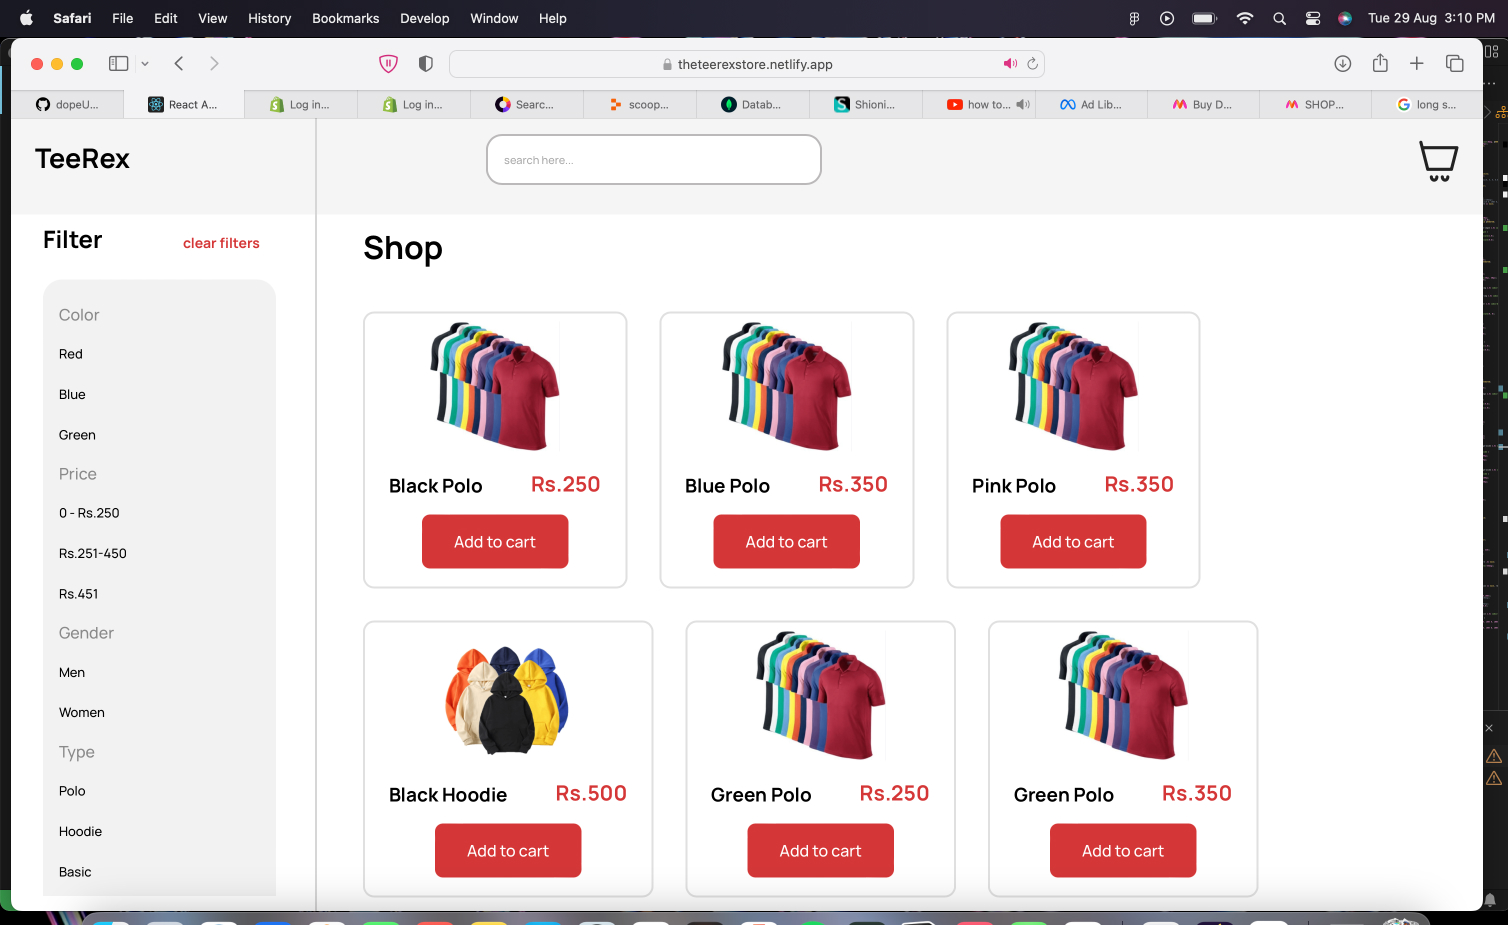 Safari File Edit View History Bookmarks Develop Window Help Tue 29 Aug 3:10 PM
theteerexstore.netlify.app
dopeU... React A... Log in... Log in... Searc... scoop... Datab... Shioni... how to... Ad Lib... Buy D... SHOP... long s...
TeeRex
search here...
Filter
clear filters
Color
Red
Blue
Green
Price
0 - Rs.250
Rs.251-450
Rs.451
Gender
Men
Women
Type
Polo
Hoodie
Basic
Shop
Black Polo Rs.250
Add to cart
Blue Polo Rs.350
Add to cart
Pink Polo Rs.350
Add to cart
Black Hoodie Rs.500
Add to cart
Green Polo Rs.250
Add to cart
Green Polo Rs.350
Add to cart